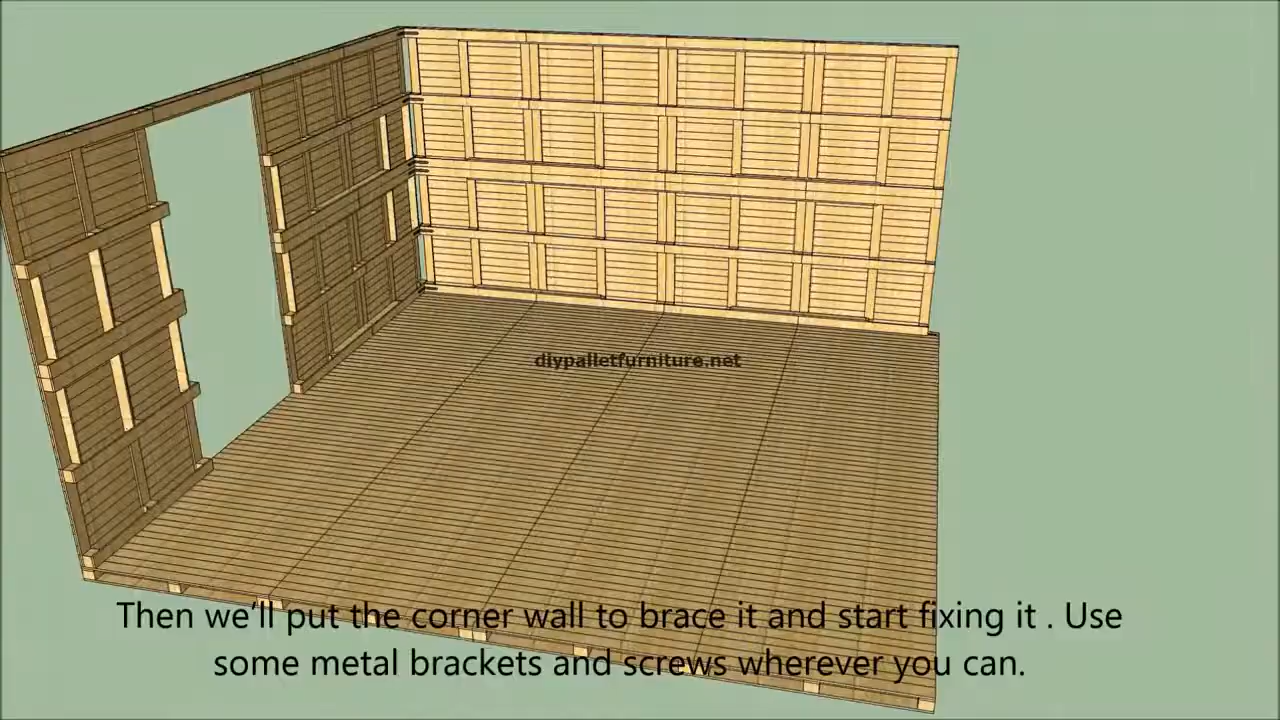 diypalletfurniture.net
Then we'll put the corner wall to brace it and start fixing it . Use
some metal brackets and screws wherever you can.